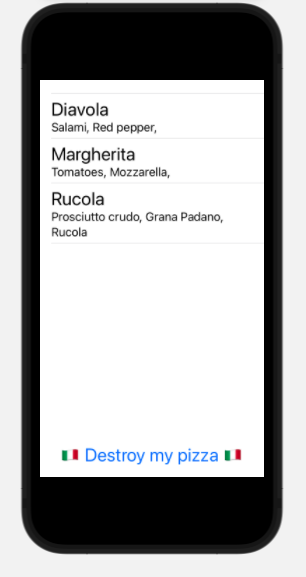 Diavola
Salami, Red pepper,
Margherita
Tomatoes, Mozzarella,
Rucola
Prosciutto crudo, Grana Padano,
Rucola
🇮🇹 Destroy my pizza 🇮🇹